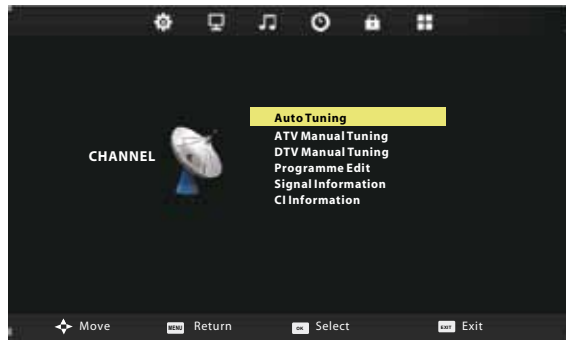 Auto Tuning
ATV Manual Tuning
DTV Manual Tuning
Programme Edit
Signal Information
CI Information
CHANNEL
Move MENU Return OK Select EXIT Exit